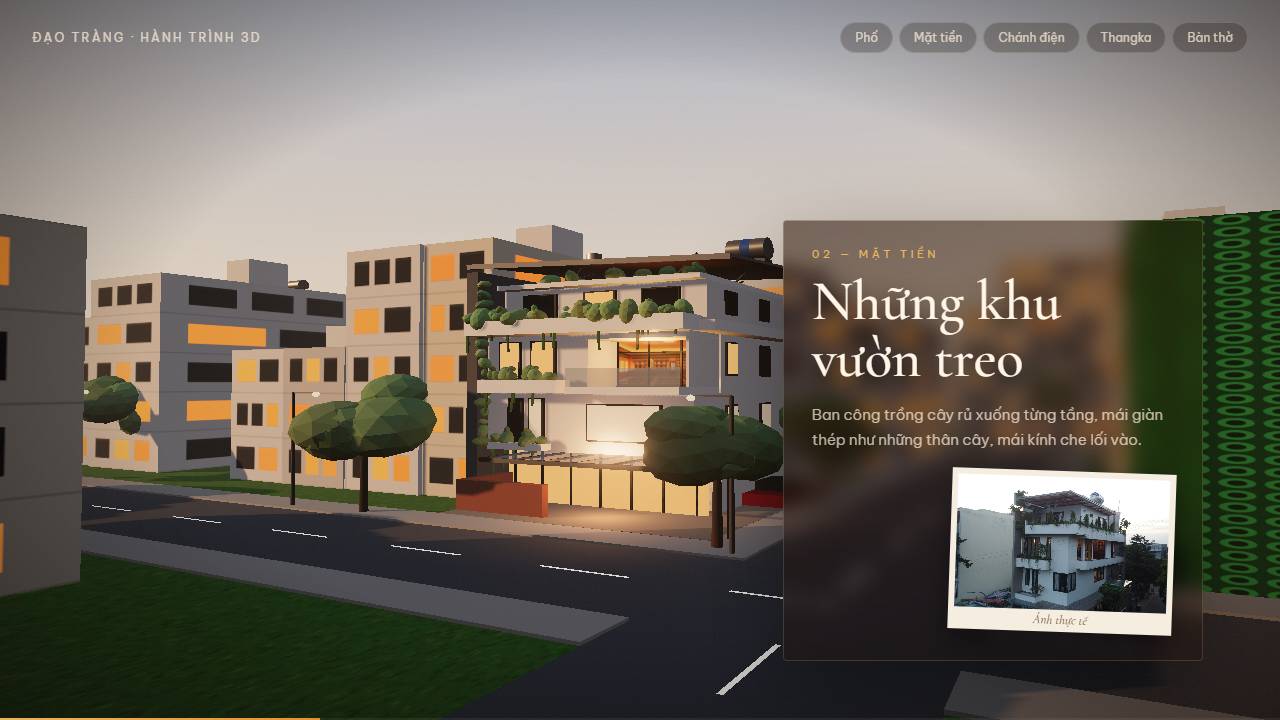 ĐẠO TRÀNG · HÀNH TRÌNH 3D
Phố
Mặt tiền
Chánh điện
Thangka
Bàn thờ
02 — MẶT TIỀN
Những khu
vườn treo
Ban công trồng cây rủ xuống từng tầng, mái giàn
thép như những thân cây, mái kính che lối vào.
Ảnh thực tế